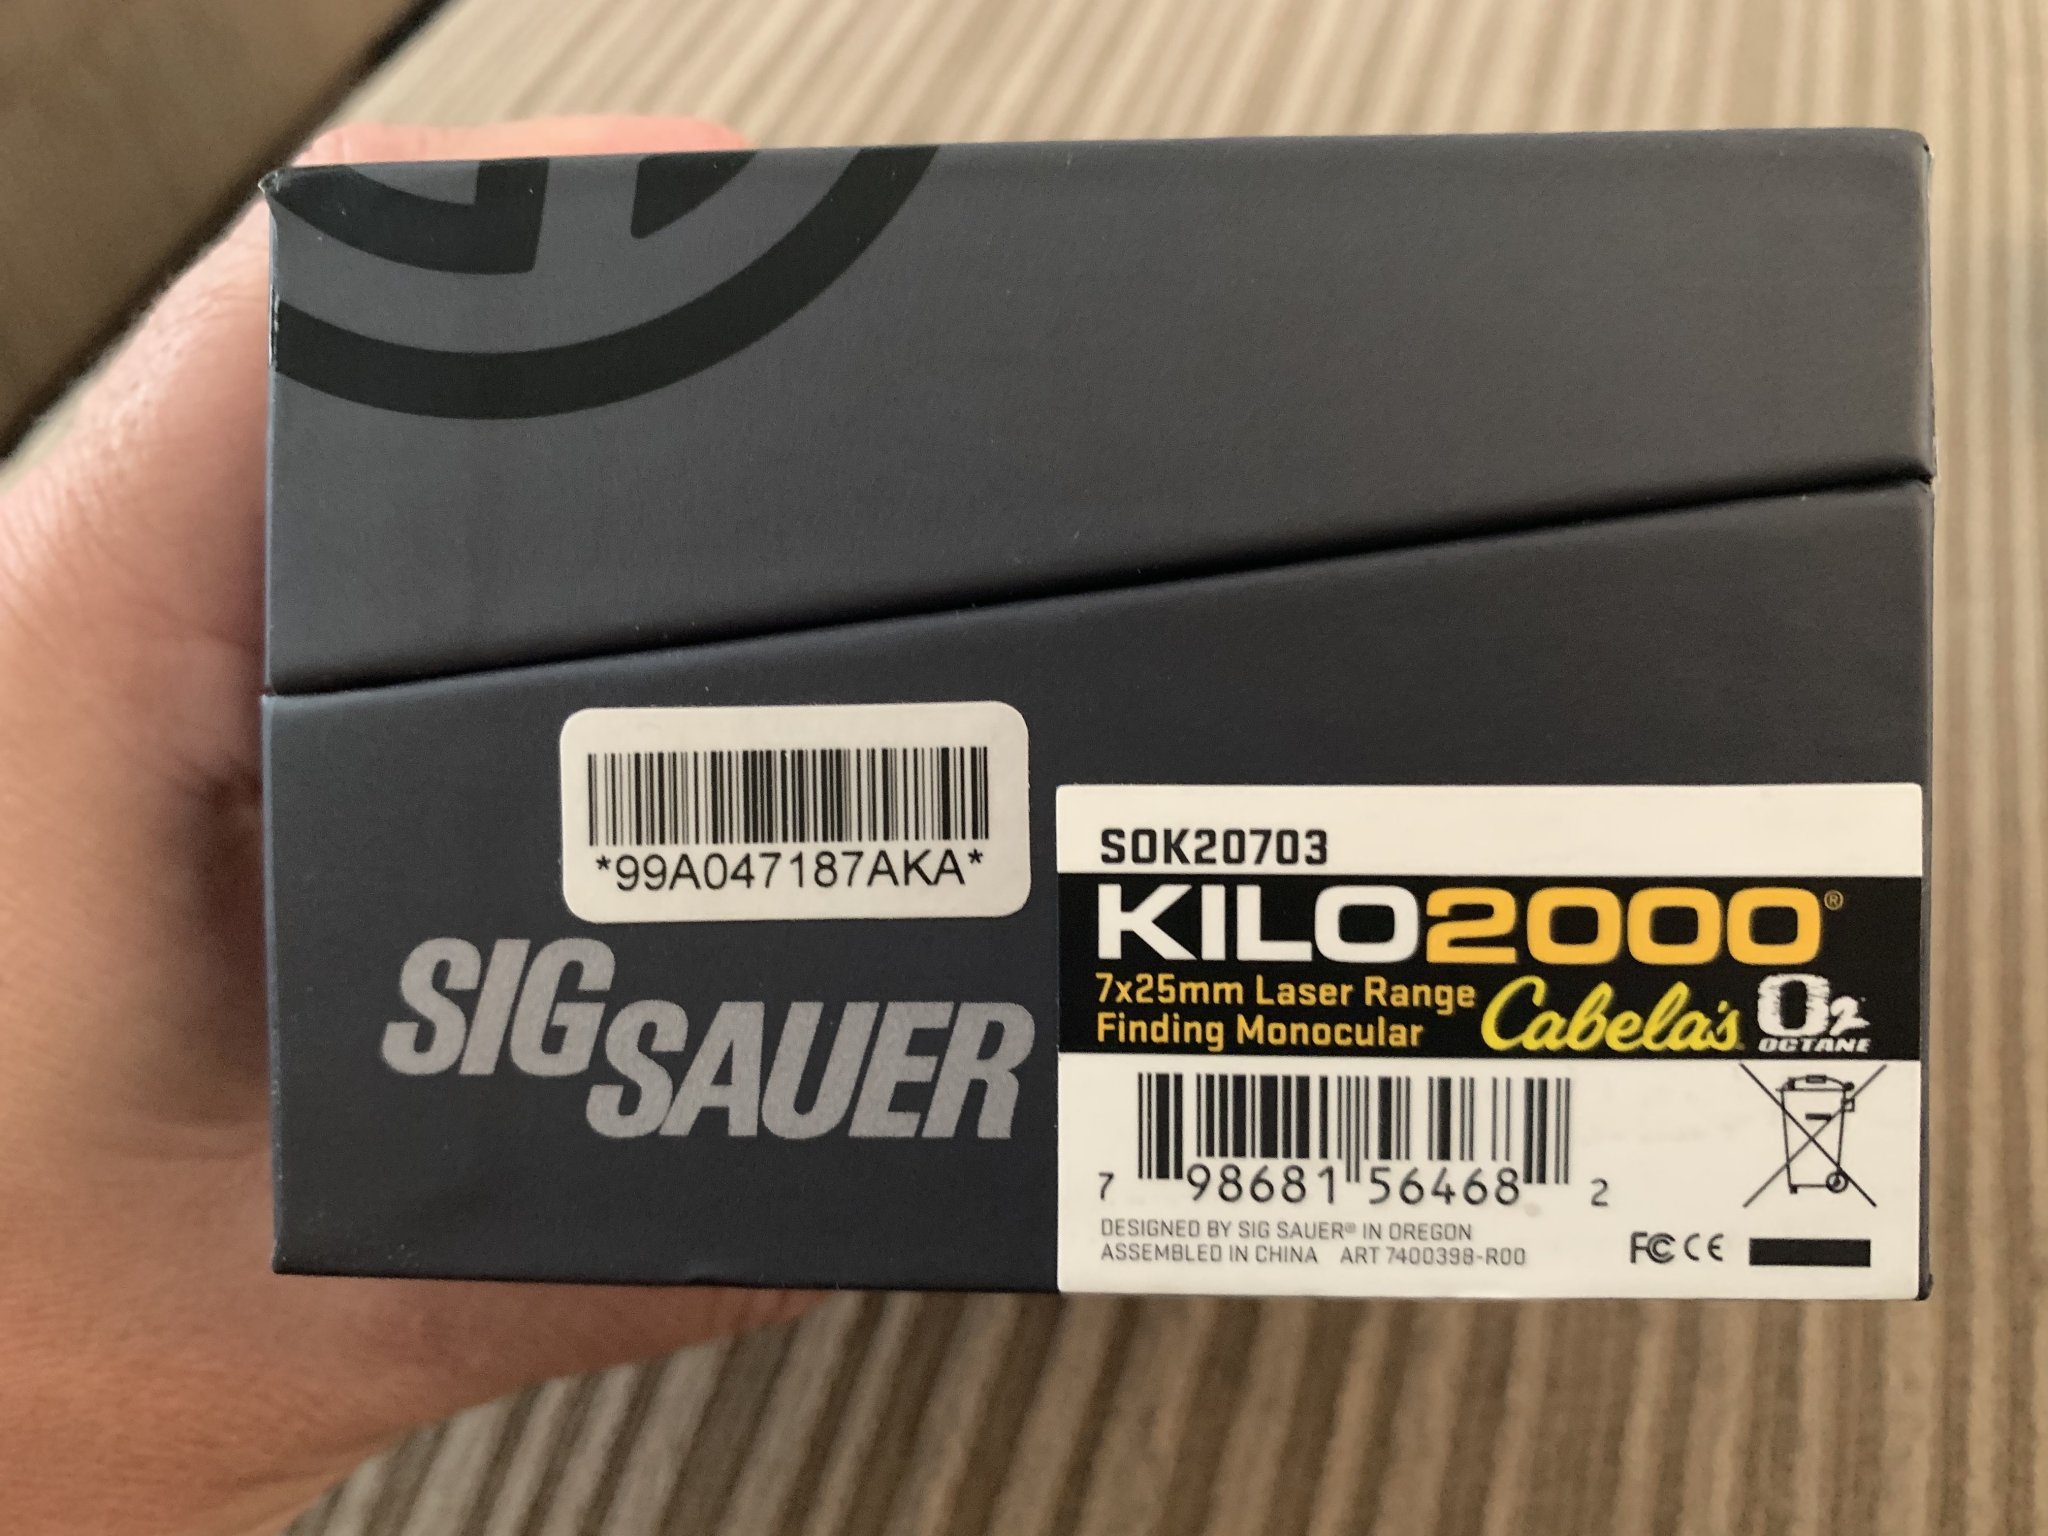 *99A047187AKA*
SIG
SAUER
SOK20703
KILO2000®
7x25mm Laser Range
Finding Monocular
Cabela's
O2
OCTANE
7 98681 56468 2
DESIGNED BY SIG SAUER® IN OREGON
ASSEMBLED IN CHINA ART 7400398-R00
FC CE